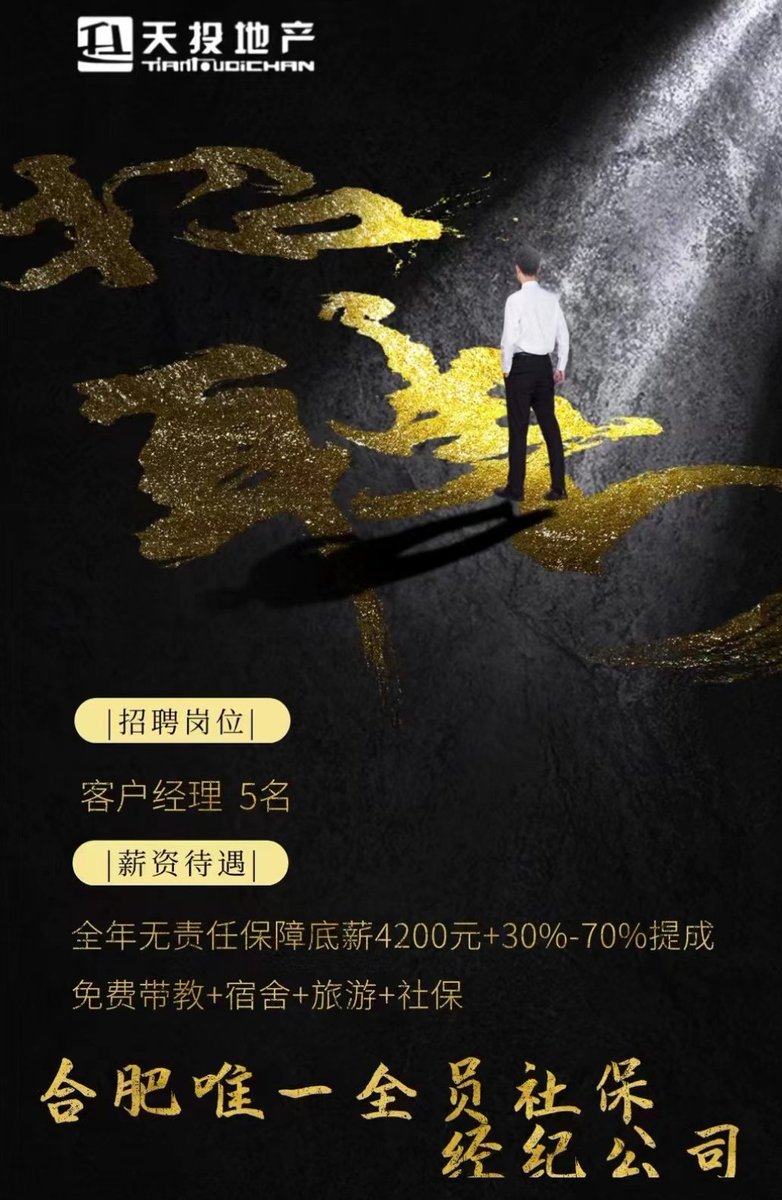 天投地产
TIANTOUDICHAN
招
直
|招聘岗位|
客户经理 5名
|薪资待遇|
全年无责任保障底薪4200元+30%-70%提成
免费带教+宿舍+旅游+社保
合肥唯一全员社保
经纪公司